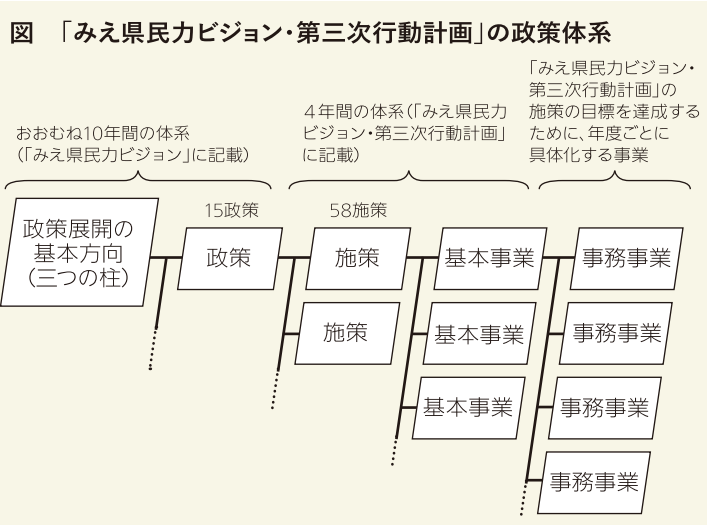 図　「みえ県民力ビジョン・第三次行動計画」の政策体系
おおむね10年間の体系
（「みえ県民力ビジョン」に記載）
４年間の体系（「みえ県民力
ビジョン・第三次行動計画」
に記載）
「みえ県民力ビジョン・
第三次行動計画」の
施策の目標を達成する
ために、年度ごとに
具体化する事業
政策展開の
基本方向
（三つの柱）
15政策
政策
58施策
施策
施策
基本事業
基本事業
基本事業
事務事業
事務事業
事務事業
事務事業